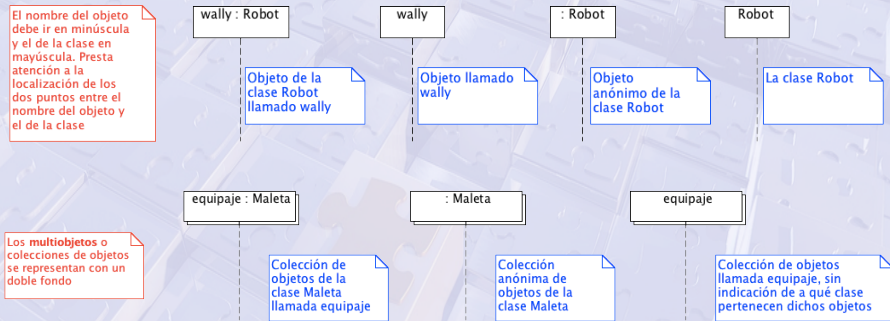 El nombre del objeto
debe ir en minúscula
y el de la clase en
mayúscula. Presta
atención a la
localización de los
dos puntos entre el
nombre del objeto y
el de la clase
wally : Robot
Objeto de la
clase Robot
llamado wally
wally
Objeto llamado
wally
: Robot
Objeto
anónimo de la
clase Robot
Robot
La clase Robot
Los multiobjetos o
colecciones de objetos
se representan con un
doble fondo
equipaje : Maleta
Colección de
objetos de la
clase Maleta
llamada equipaje
: Maleta
Colección
anónima de
objetos de la
clase Maleta
equipaje
Colección de objetos
llamada equipaje, sin
indicación de a qué clase
pertenecen dichos objetos